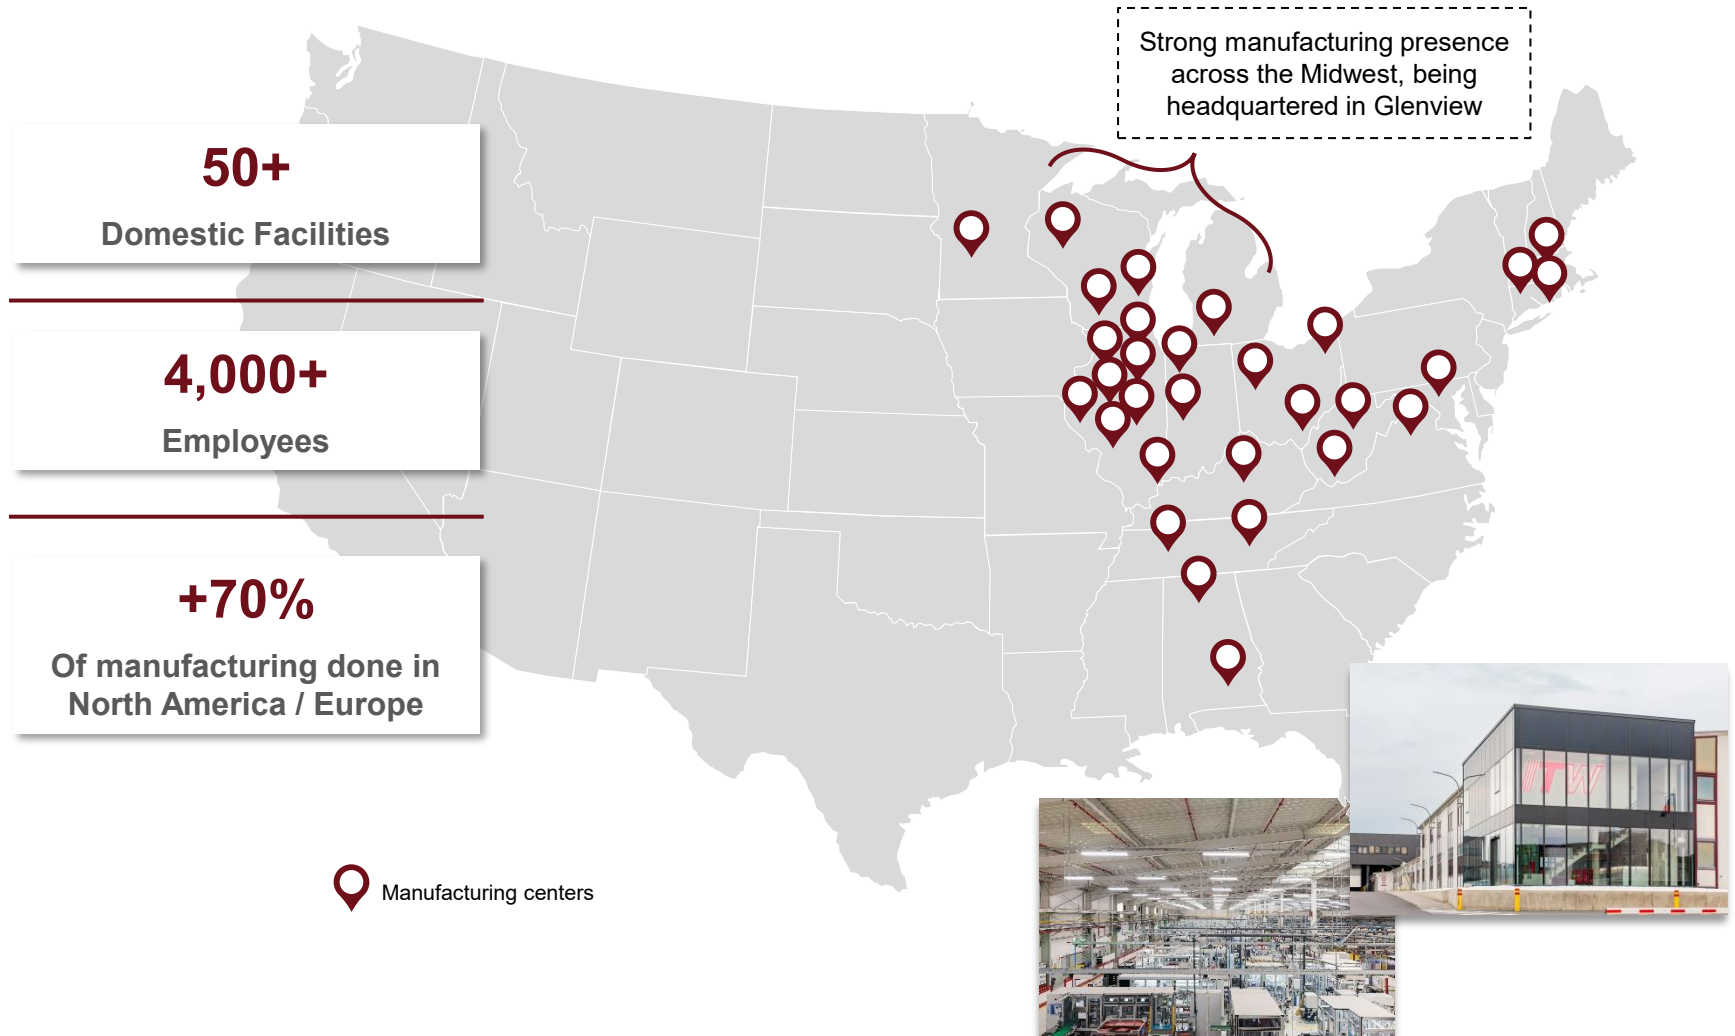 Strong manufacturing presence
across the Midwest, being
headquartered in Glenview
50+
Domestic Facilities
4,000+
Employees
+70%
Of manufacturing done in
North America / Europe
Manufacturing centers
ITW